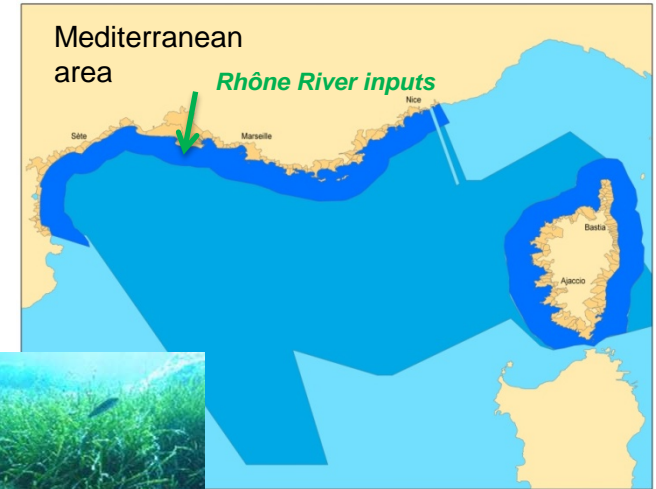 Mediterranean
area
Rhône River inputs
Nice
Sète
Marseille
Bastia
Ajaccio